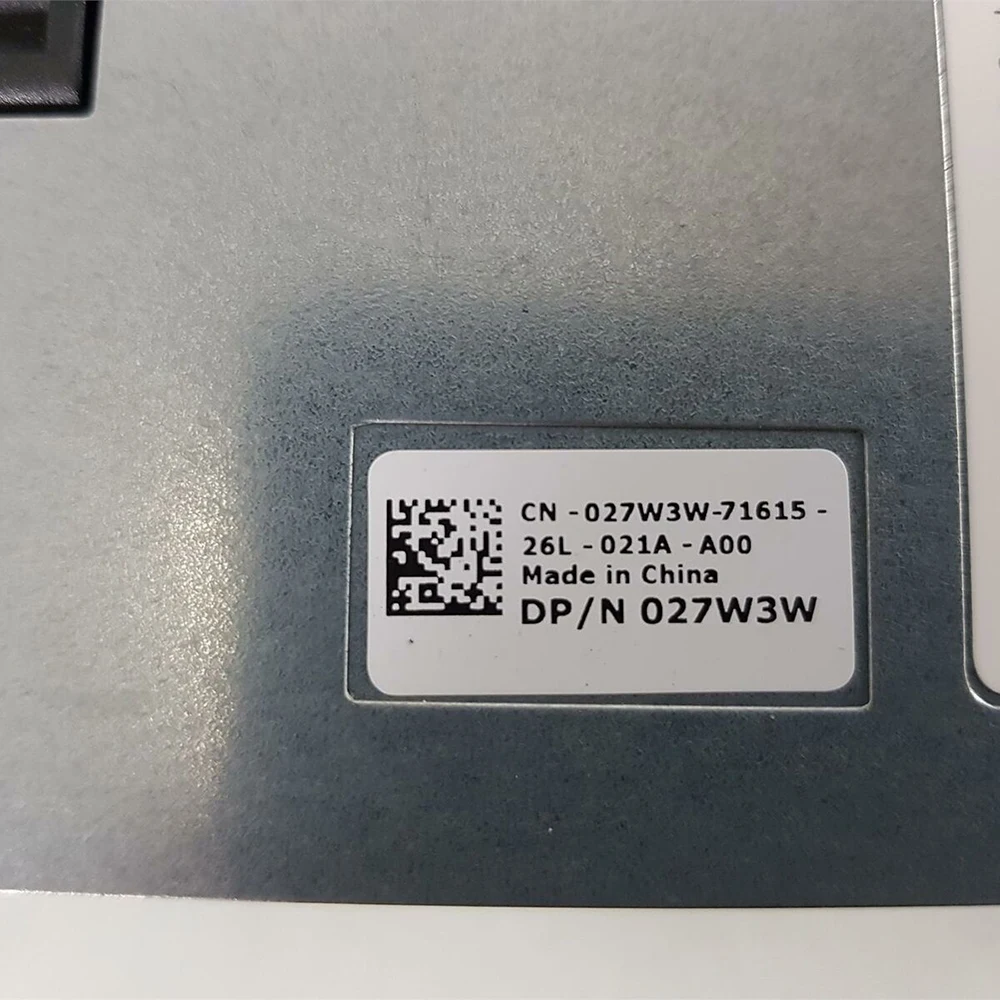 CN -027W3W-71615 -
26L -021A -A00
Made in China
DP/N 027W3W